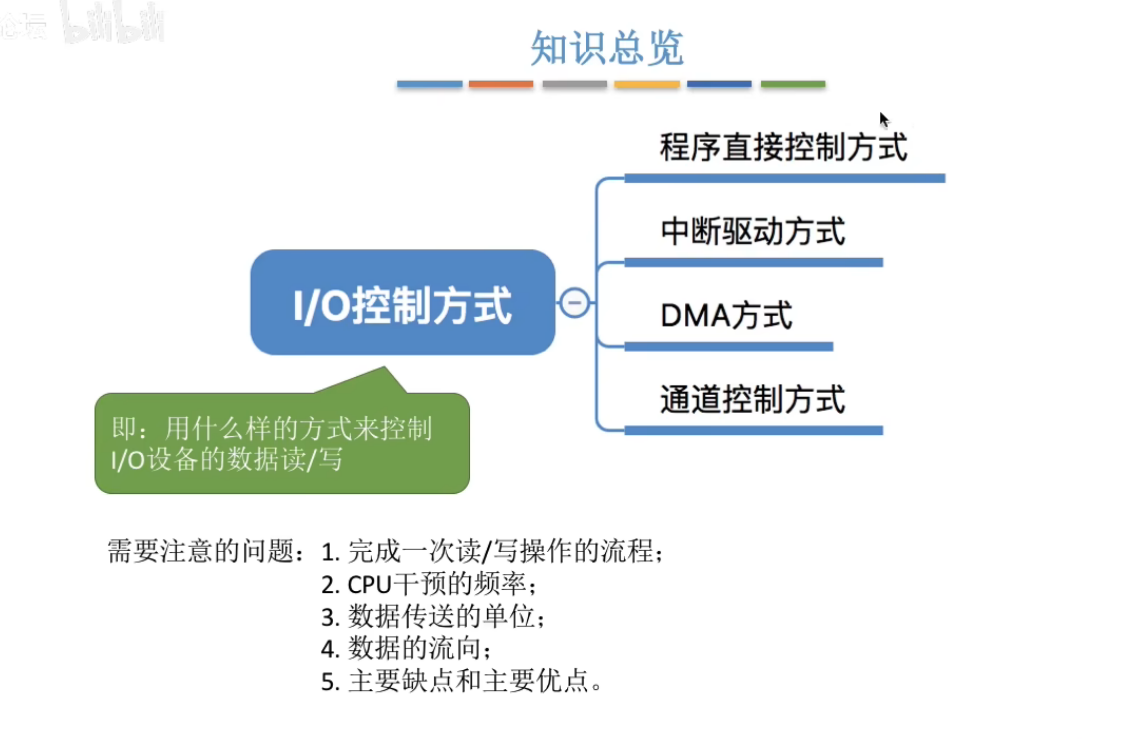 bilibili
知识总览
程序直接控制方式
中断驱动方式
I/O控制方式
DMA方式
通道控制方式
即：用什么样的方式来控制
I/O设备的数据读/写
需要注意的问题：1. 完成一次读/写操作的流程；
2. CPU干预的频率；
3. 数据传送的单位；
4. 数据的流向；
5. 主要缺点和主要优点。